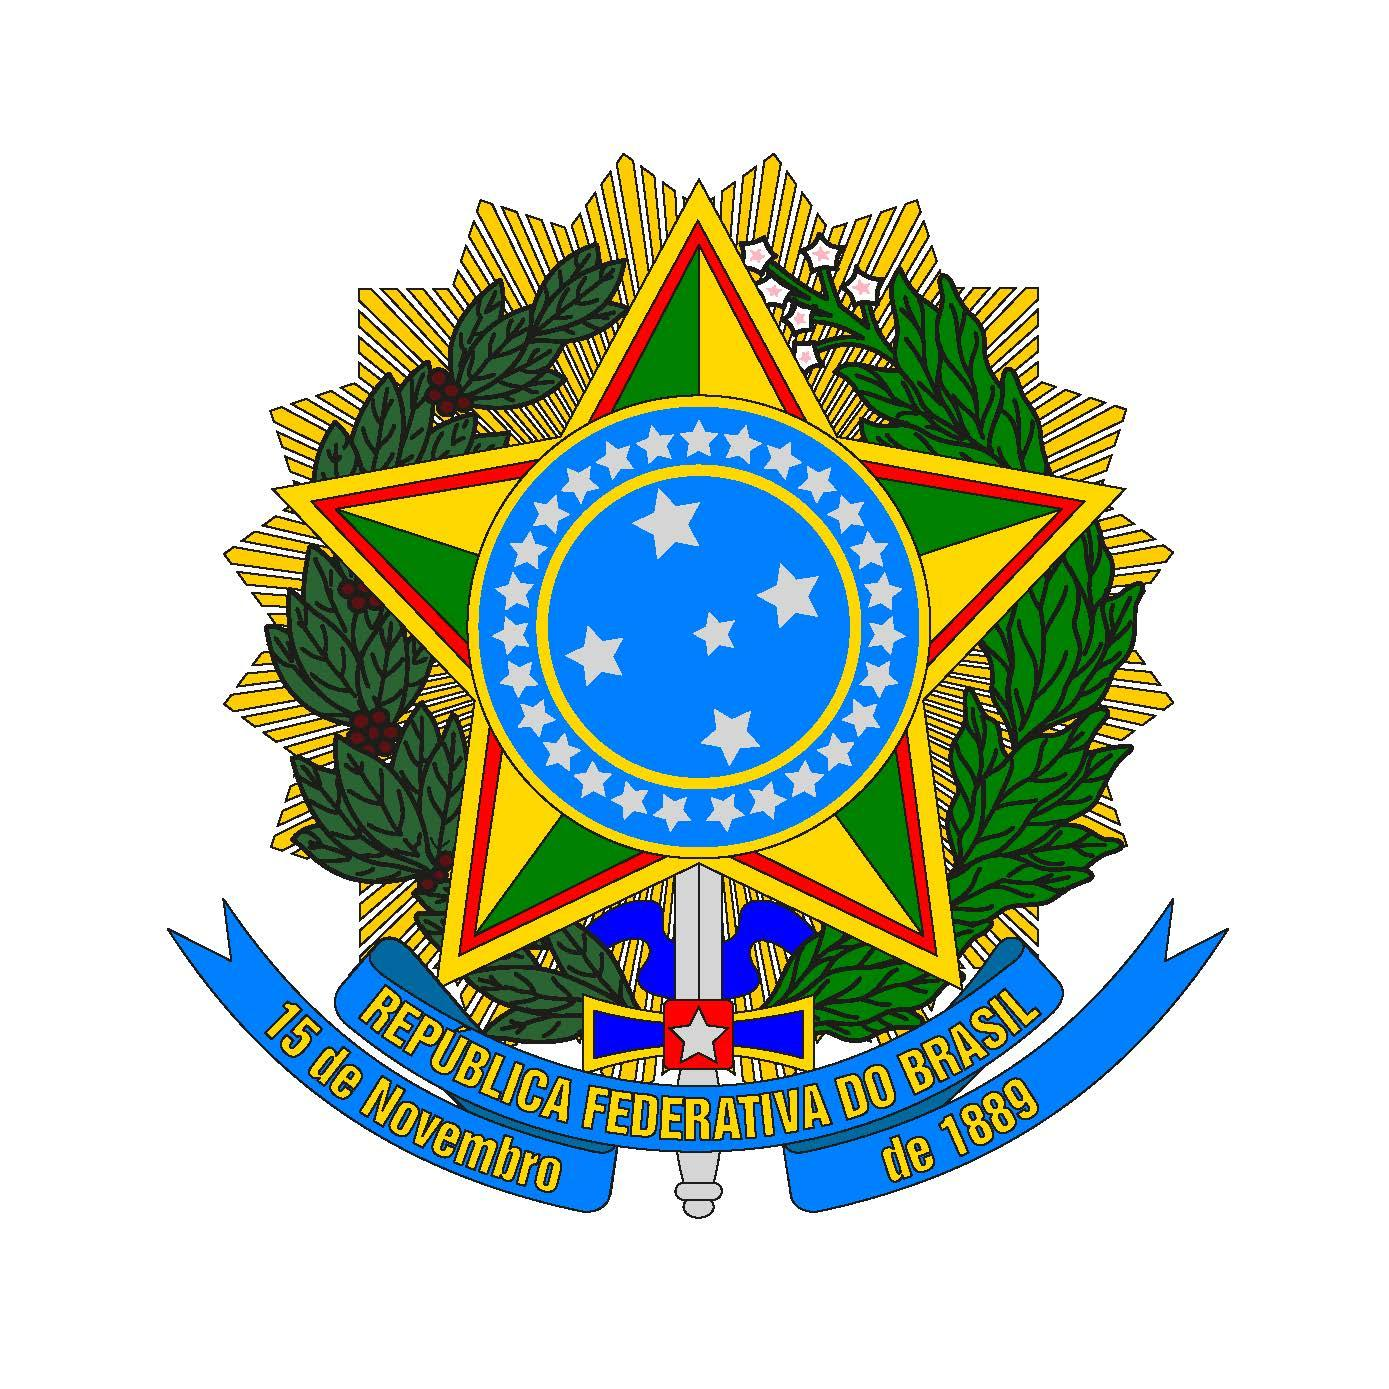 REPÚBLICA FEDERATIVA DO BRASIL
15 de Novembro
de 1889